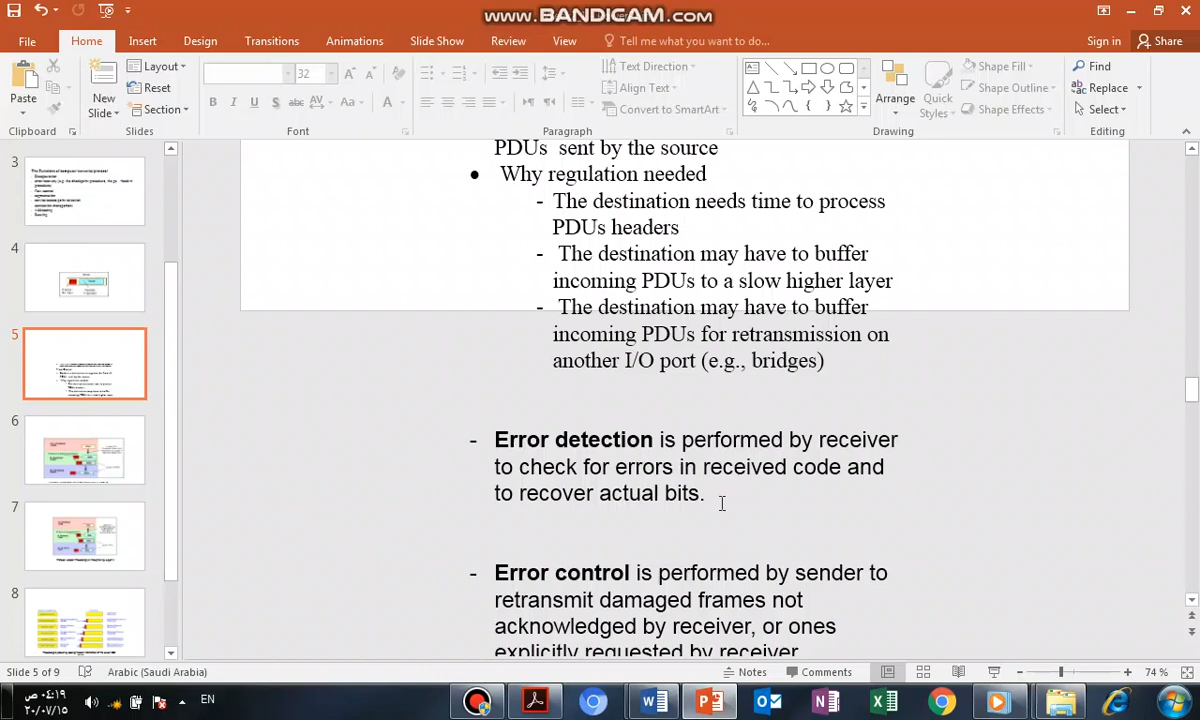 www.BANDICAM.com
File Home Insert Design Transitions Animations Slide Show Review View Tell me what you want to do... Sign in Share
Paste
New Slide
Layout
Reset
Section
32
Text Direction
Align Text
Convert to SmartArt
Arrange
Quick Styles
Shape Fill
Shape Outline
Shape Effects
Find
Replace
Select
Clipboard Slides Font Paragraph Drawing Editing
3
4
5
6
7
8
PDUs sent by the source
• Why regulation needed
- The destination needs time to process
PDUs headers
- The destination may have to buffer
incoming PDUs to a slow higher layer
- The destination may have to buffer
incoming PDUs for retransmission on
another I/O port (e.g., bridges)
- Error detection is performed by receiver
to check for errors in received code and
to recover actual bits.
- Error control is performed by sender to
retransmit damaged frames not
acknowledged by receiver, or ones
explicitly requested by receiver
Slide 5 of 9 Arabic (Saudi Arabia) Notes Comments 74 %
٠٤:١٩ ص
٢٠/٠٧/١٥
EN